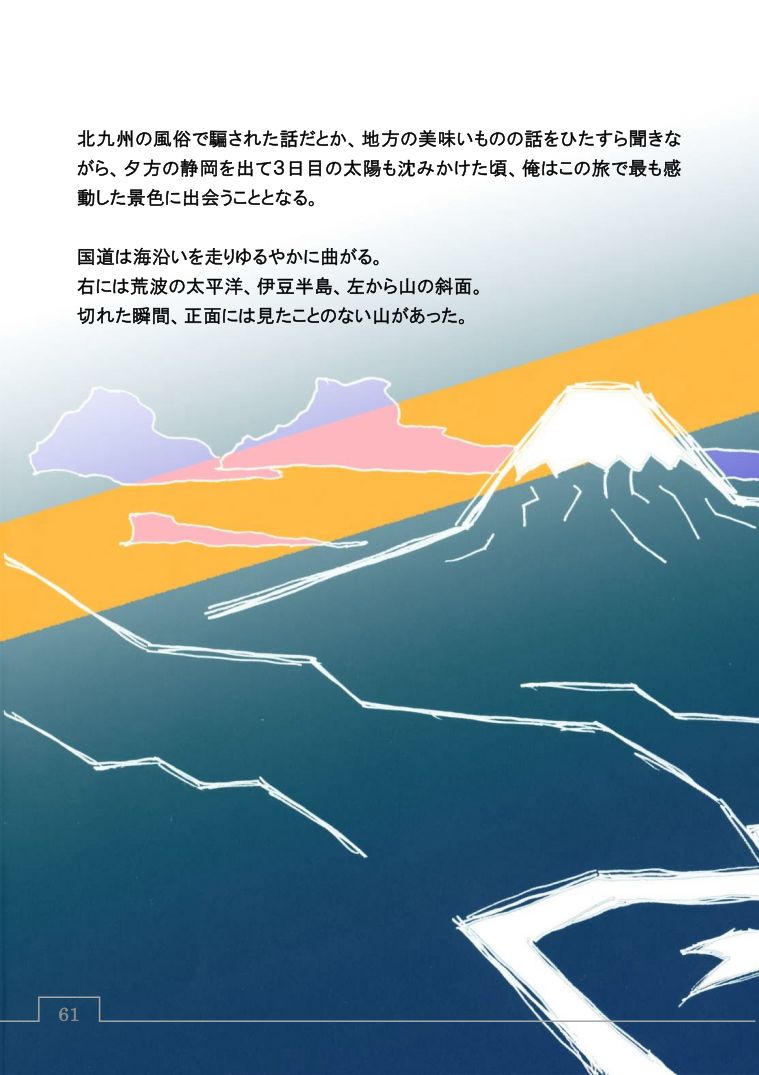 北九州の風俗で騙された話だとか、地方の美味いものの話をひたすら聞きな
がら、夕方の静岡を出て3日目の太陽も沈みかけた頃、俺はこの旅で最も感
動した景色に出会うこととなる。
国道は海沿いを走りゆるやかに曲がる。
右には荒波の太平洋、伊豆半島、左から山の斜面。
切れた瞬間、正面には見たことのない山があった。
61